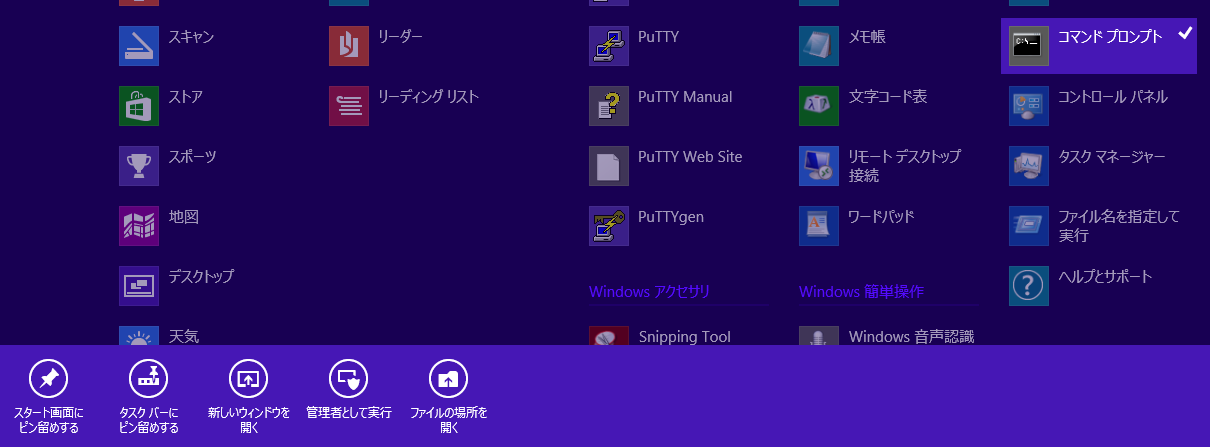 スキャン
ストア
スポーツ
地図
デスクトップ
天気
リーダー
リーディング リスト
PuTTY
PuTTY Manual
PuTTY Web Site
PuTTYgen
Windows アクセサリ
Snipping Tool
メモ帳
文字コード表
リモート デスクトップ
接続
ワードパッド
Windows 簡単操作
Windows 音声認識
C:\_
コマンド プロンプト
コントロール パネル
タスク マネージャー
ファイル名を指定して
実行
ヘルプとサポート
スタート画面に
ピン留めする
タスク バーに
ピン留めする
新しいウィンドウを
開く
管理者として実行
ファイルの場所を
開く